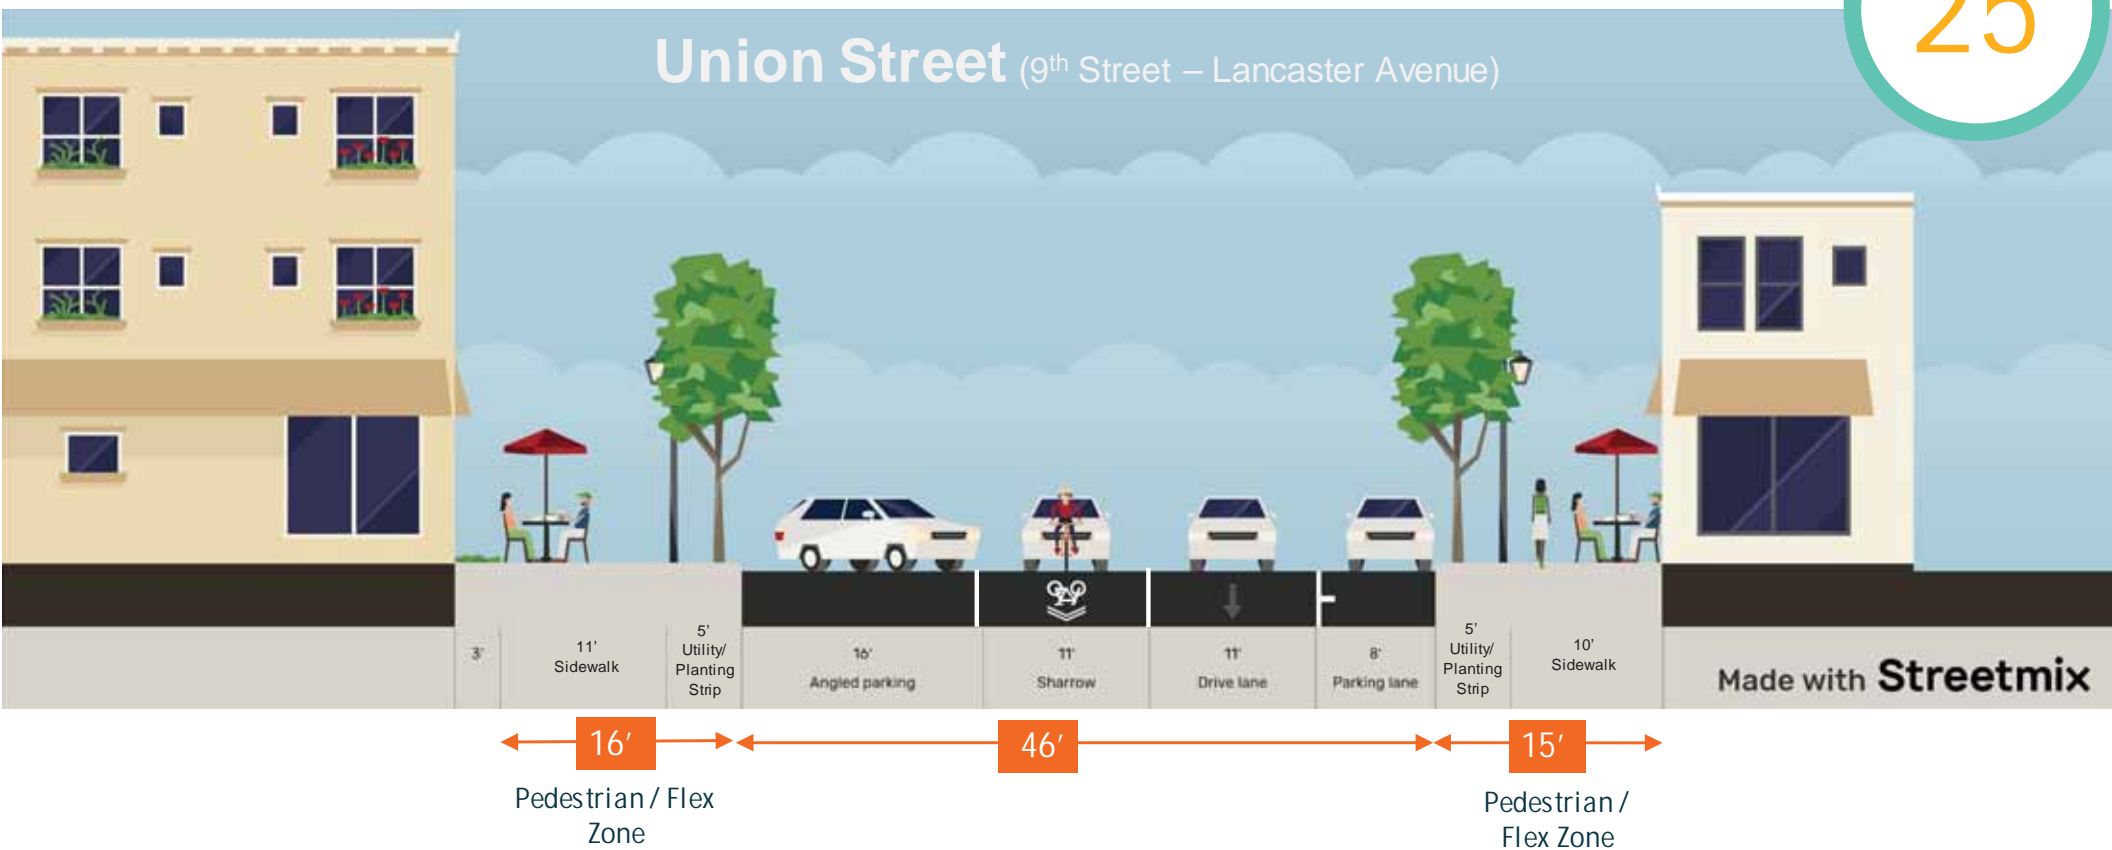 25
Union Street (9th Street – Lancaster Avenue)
3'
11'
Sidewalk
5'
Utility/
Planting
Strip
16'
Angled parking
11'
Sharrow
11'
Drive lane
8'
Parking lane
5'
Utility/
Planting
Strip
10'
Sidewalk
Made with Streetmix
16'
46'
15'
Pedestrian / Flex
Zone
Pedestrian /
Flex Zone